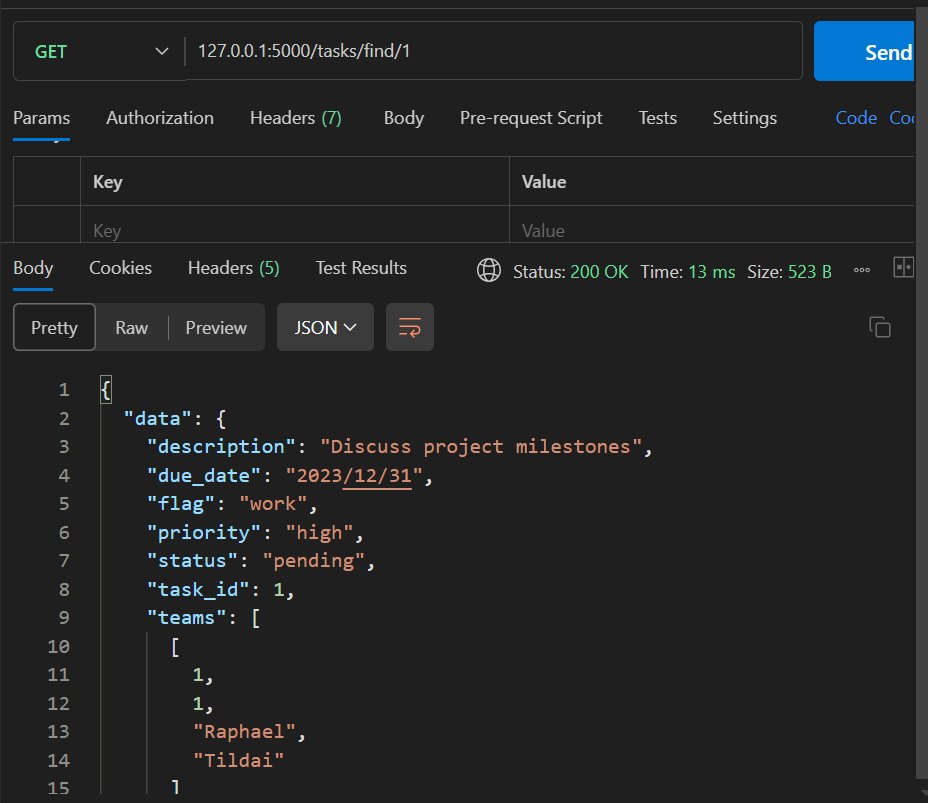 GET 127.0.0.1:5000/tasks/find/1 Send
Params Authorization Headers (7) Body Pre-request Script Tests Settings Code Coo
Key Value
Key Value
Body Cookies Headers (5) Test Results Status: 200 OK Time: 13 ms Size: 523 B
Pretty Raw Preview JSON
1 {
2 "data": {
3 "description": "Discuss project milestones",
4 "due_date": "2023/12/31",
5 "flag": "work",
6 "priority": "high",
7 "status": "pending",
8 "task_id": 1,
9 "teams": [
10 [
11 1,
12 1,
13 "Raphael",
14 "Tildai"
15 ]